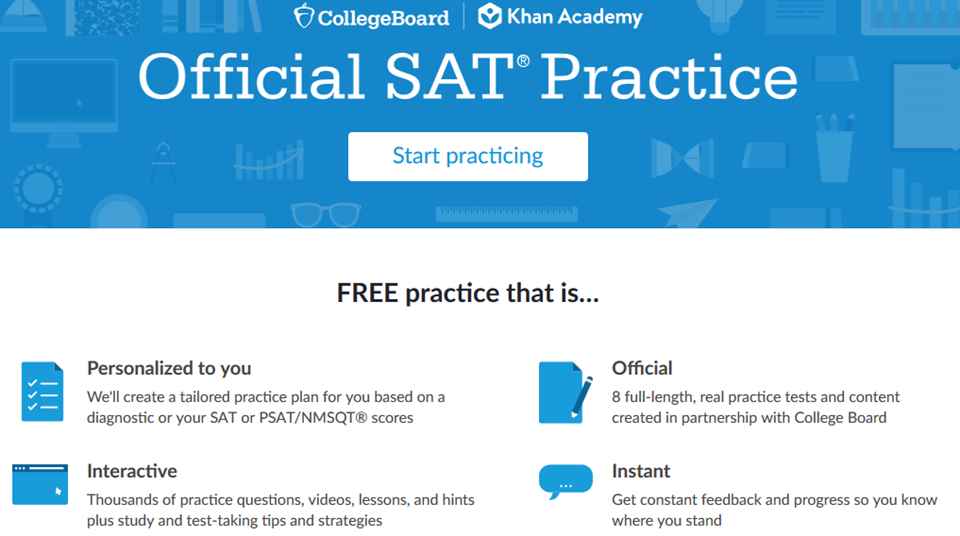 CollegeBoard | Khan Academy
Official SAT® Practice
Start practicing
FREE practice that is...
Personalized to you
We'll create a tailored practice plan for you based on a
diagnostic or your SAT or PSAT/NMSQT® scores
Official
8 full-length, real practice tests and content
created in partnership with College Board
Interactive
Thousands of practice questions, videos, lessons, and hints
plus study and test-taking tips and strategies
Instant
Get constant feedback and progress so you know
where you stand